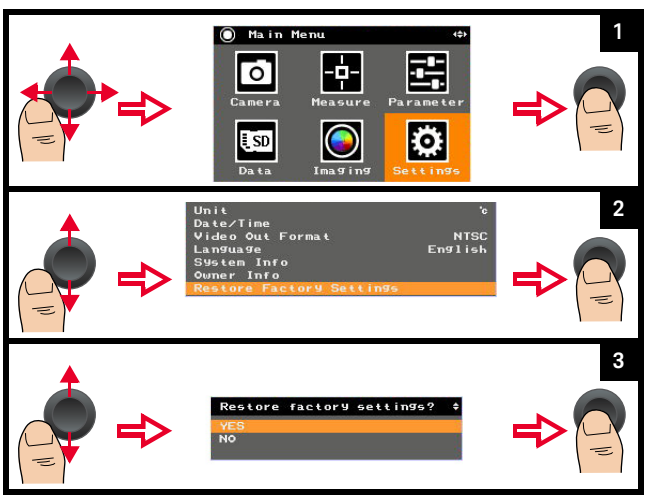 1
Main Menu
Camera Measure Parameter
SD
Data Imaging Settings
2
Unit °c
Date/Time
Video Out Format NTSC
Language English
System Info
Owner Info
Restore Factory Settings
3
Restore factory settings?
YES
NO